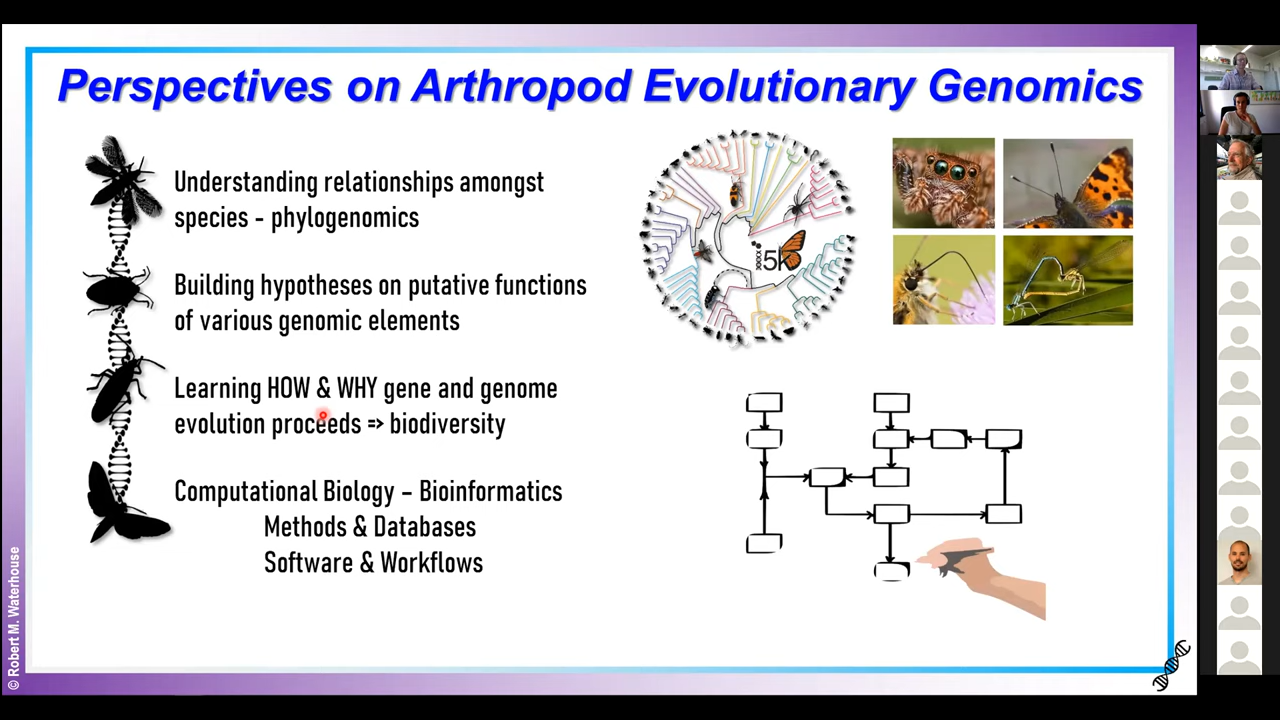 Perspectives on Arthropod Evolutionary Genomics
Understanding relationships amongst
species - phylogenomics
Building hypotheses on putative functions
of various genomic elements
Learning HOW & WHY gene and genome
evolution proceeds => biodiversity
Computational Biology – Bioinformatics
Methods & Databases
Software & Workflows
5k
© Robert M. Waterhouse